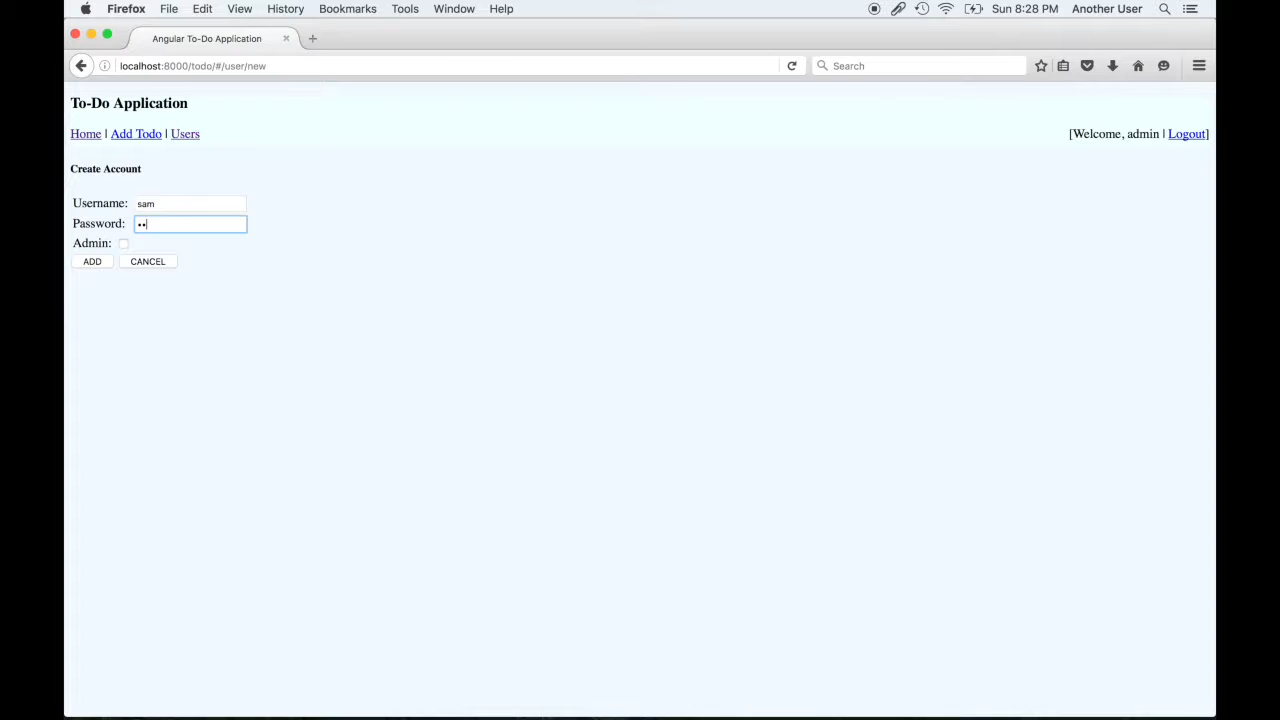 Firefox File Edit View History Bookmarks Tools Window Help Sun 8:28 PM Another User
Angular To-Do Application
localhost:8000/todo/#/user/new Search
To-Do Application
Home | Add Todo | Users [Welcome, admin | Logout]
Create Account
Username: sam
Password: ••
Admin:
ADD CANCEL